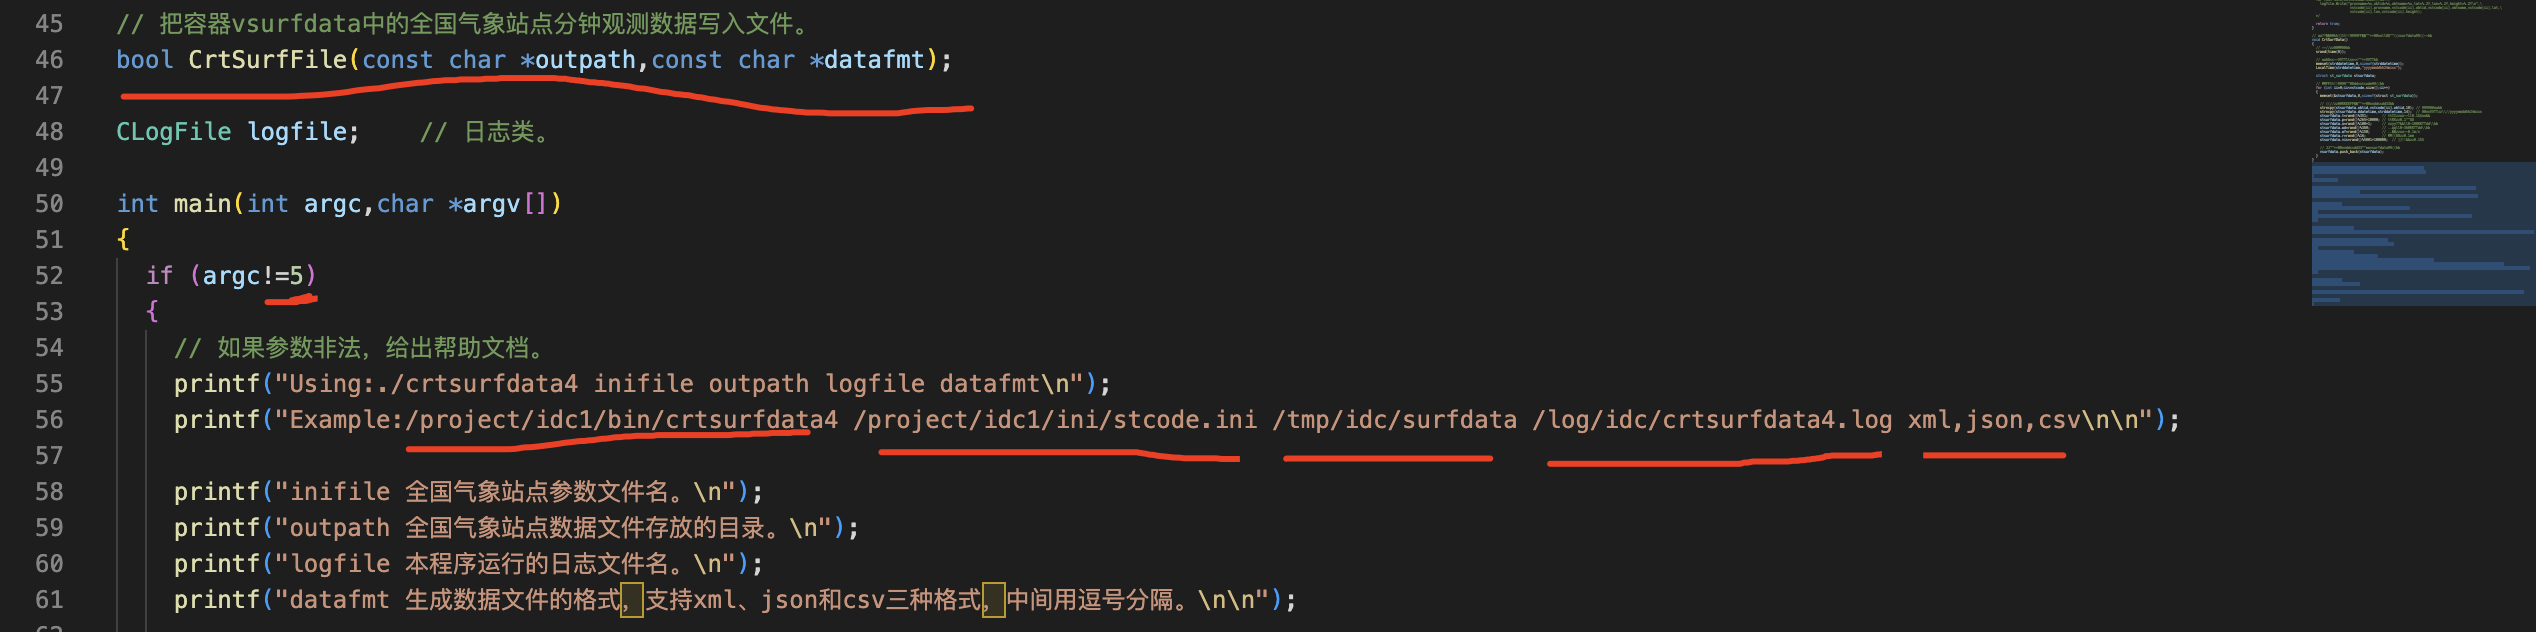 45 // 把容器vsurfdata中的全国气象站点分钟观测数据写入文件。
46 bool CrtSurfFile(const char *outpath,const char *datafmt);
47
48 CLogFile logfile;    // 日志类。
49
50 int main(int argc,char *argv[])
51 {
52   if (argc!=5)
53   {
54     // 如果参数非法，给出帮助文档。
55     printf("Using:./crtsurfdata4 inifile outpath logfile datafmt\n");
56     printf("Example:/project/idc1/bin/crtsurfdata4 /project/idc1/ini/stcode.ini /tmp/idc/surfdata /log/idc/crtsurfdata4.log xml,json,csv\n\n");
57
58     printf("inifile 全国气象站点参数文件名。\n");
59     printf("outpath 全国气象站点数据文件存放的目录。\n");
60     printf("logfile 本程序运行的日志文件名。\n");
61     printf("datafmt 生成数据文件的格式，支持xml、json和csv三种格式，中间用逗号分隔。\n\n");